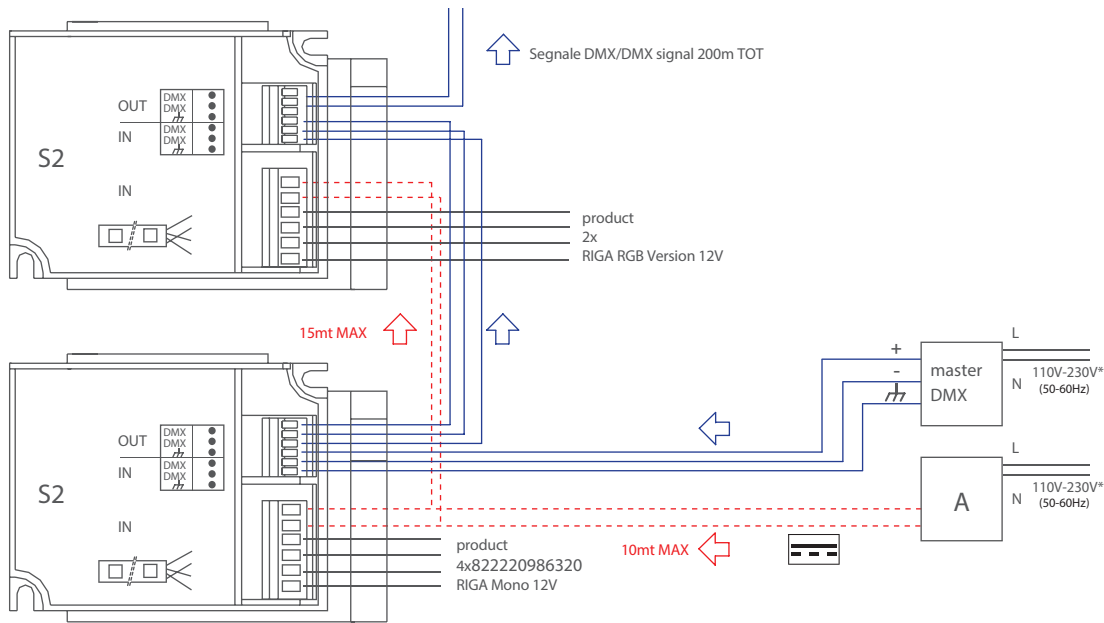 Segnale DMX/DMX signal 200m TOT
OUT
DMX
DMX
IN
DMX
DMX
S2
IN
product
2x
RIGA RGB Version 12V
15mt MAX
+
-
master
DMX
L
N
110V-230V*
(50-60Hz)
OUT
DMX
DMX
IN
DMX
DMX
S2
IN
A
L
N
110V-230V*
(50-60Hz)
product
4x822220986320
RIGA Mono 12V
10mt MAX